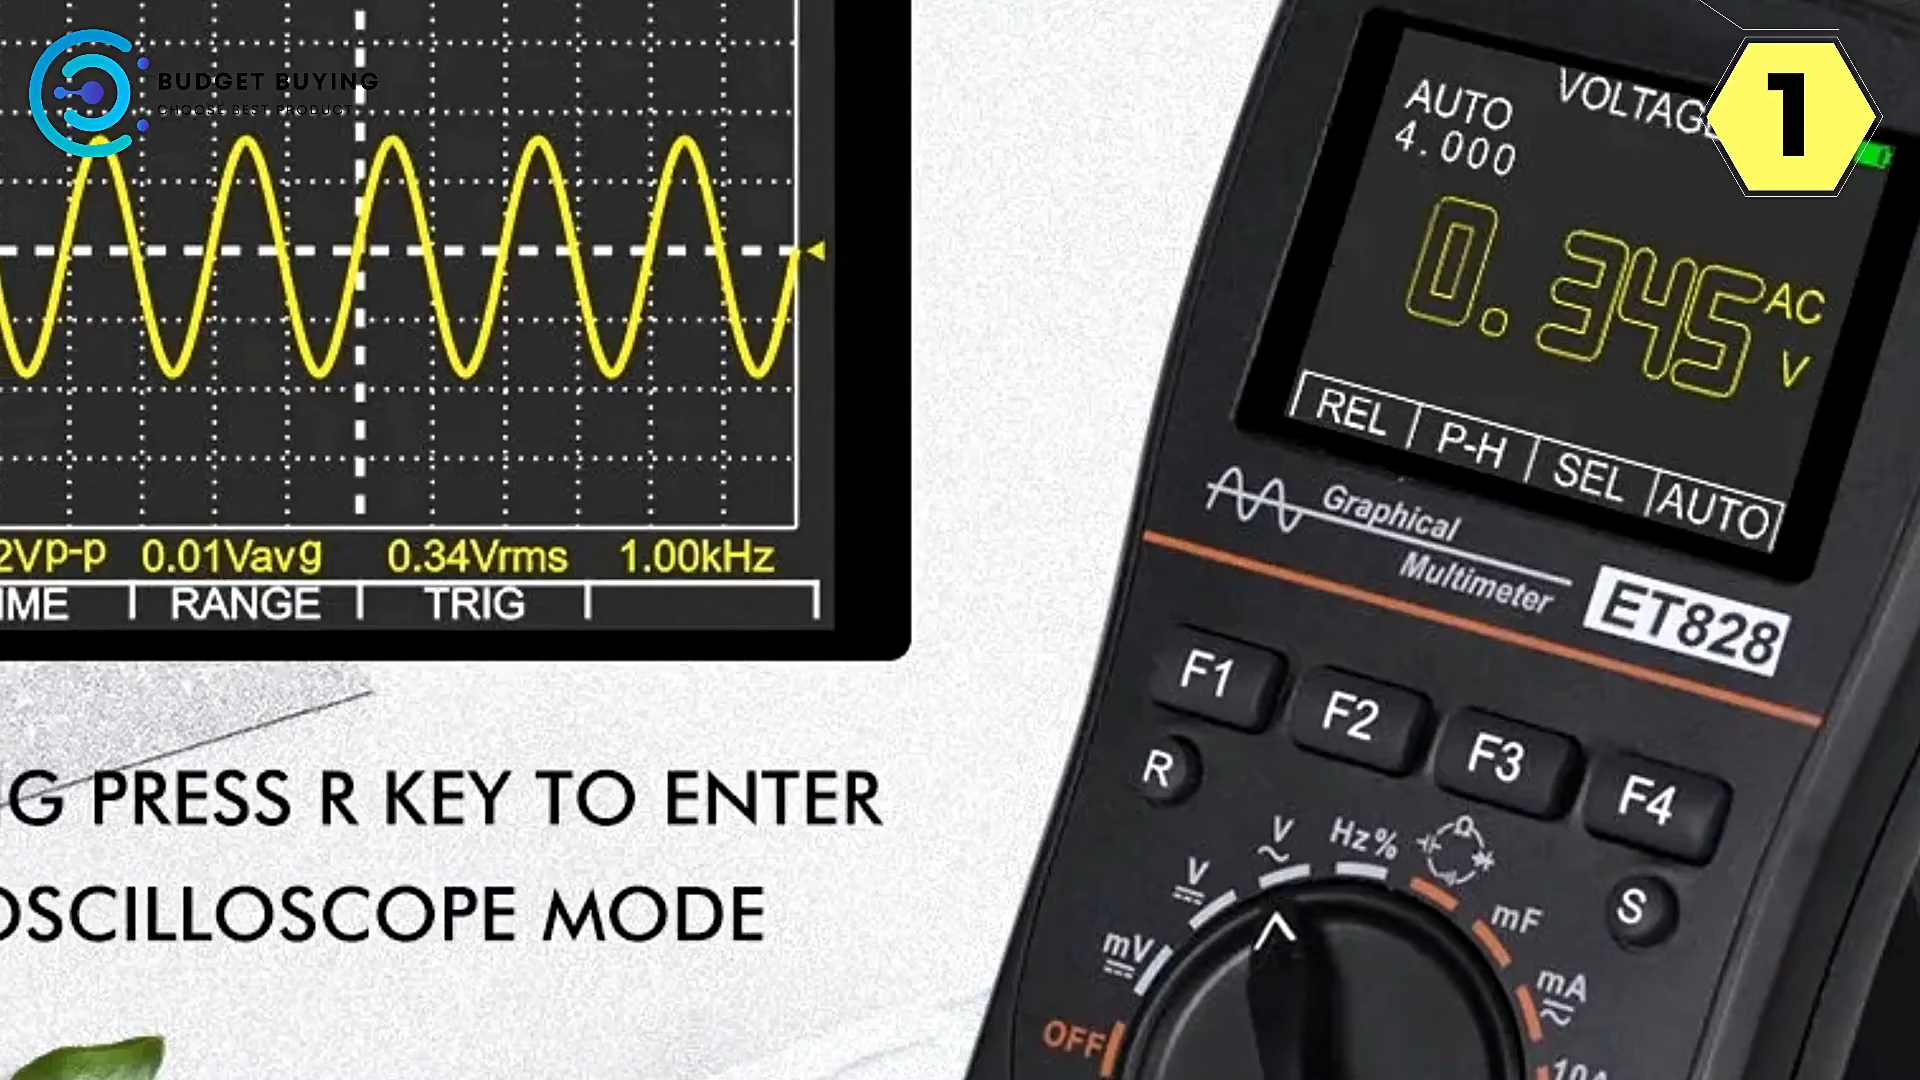 BUDGET BUYING
CHOOSE BEST PRODUCT
2Vp-p 0.01Vavg 0.34Vrms 1.00kHz
IME RANGE TRIG
G PRESS R KEY TO ENTER
OSCILLOSCOPE MODE
1
VOLTAG
AUTO
4.000
0.345 AC
V
REL P-H SEL AUTO
Graphical
Multimeter
ET828
F1 F2 F3 F4
R
S
mV
V
V
Hz%
mF
mA
10A
OFF